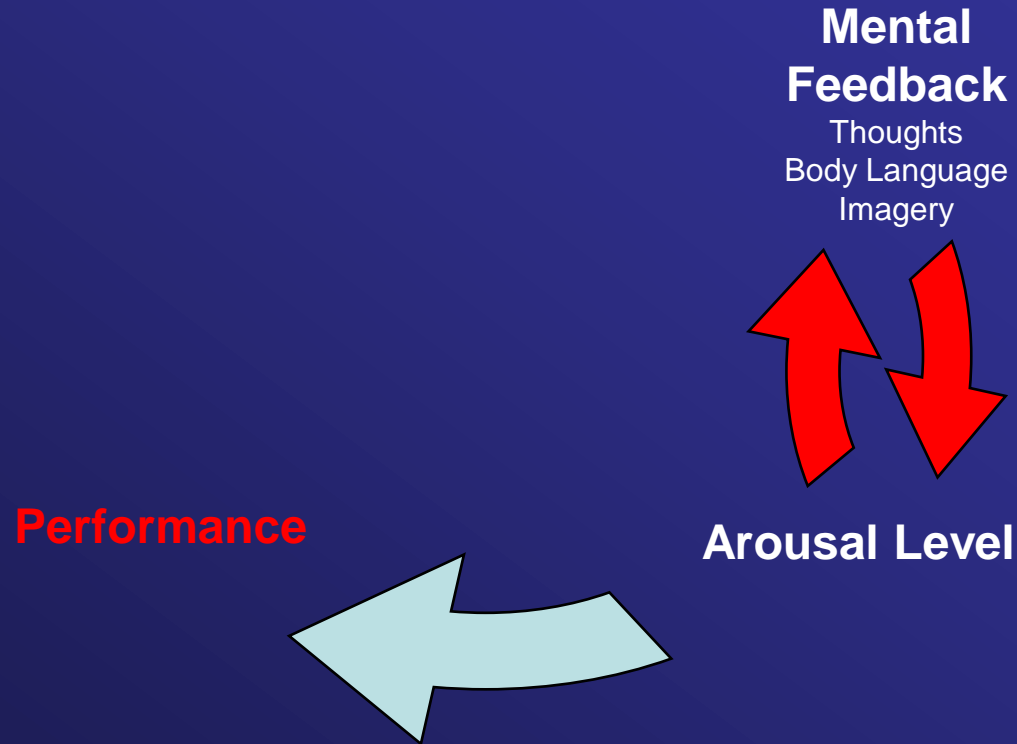 Mental
Feedback
Thoughts
Body Language
Imagery
Performance
Arousal Level